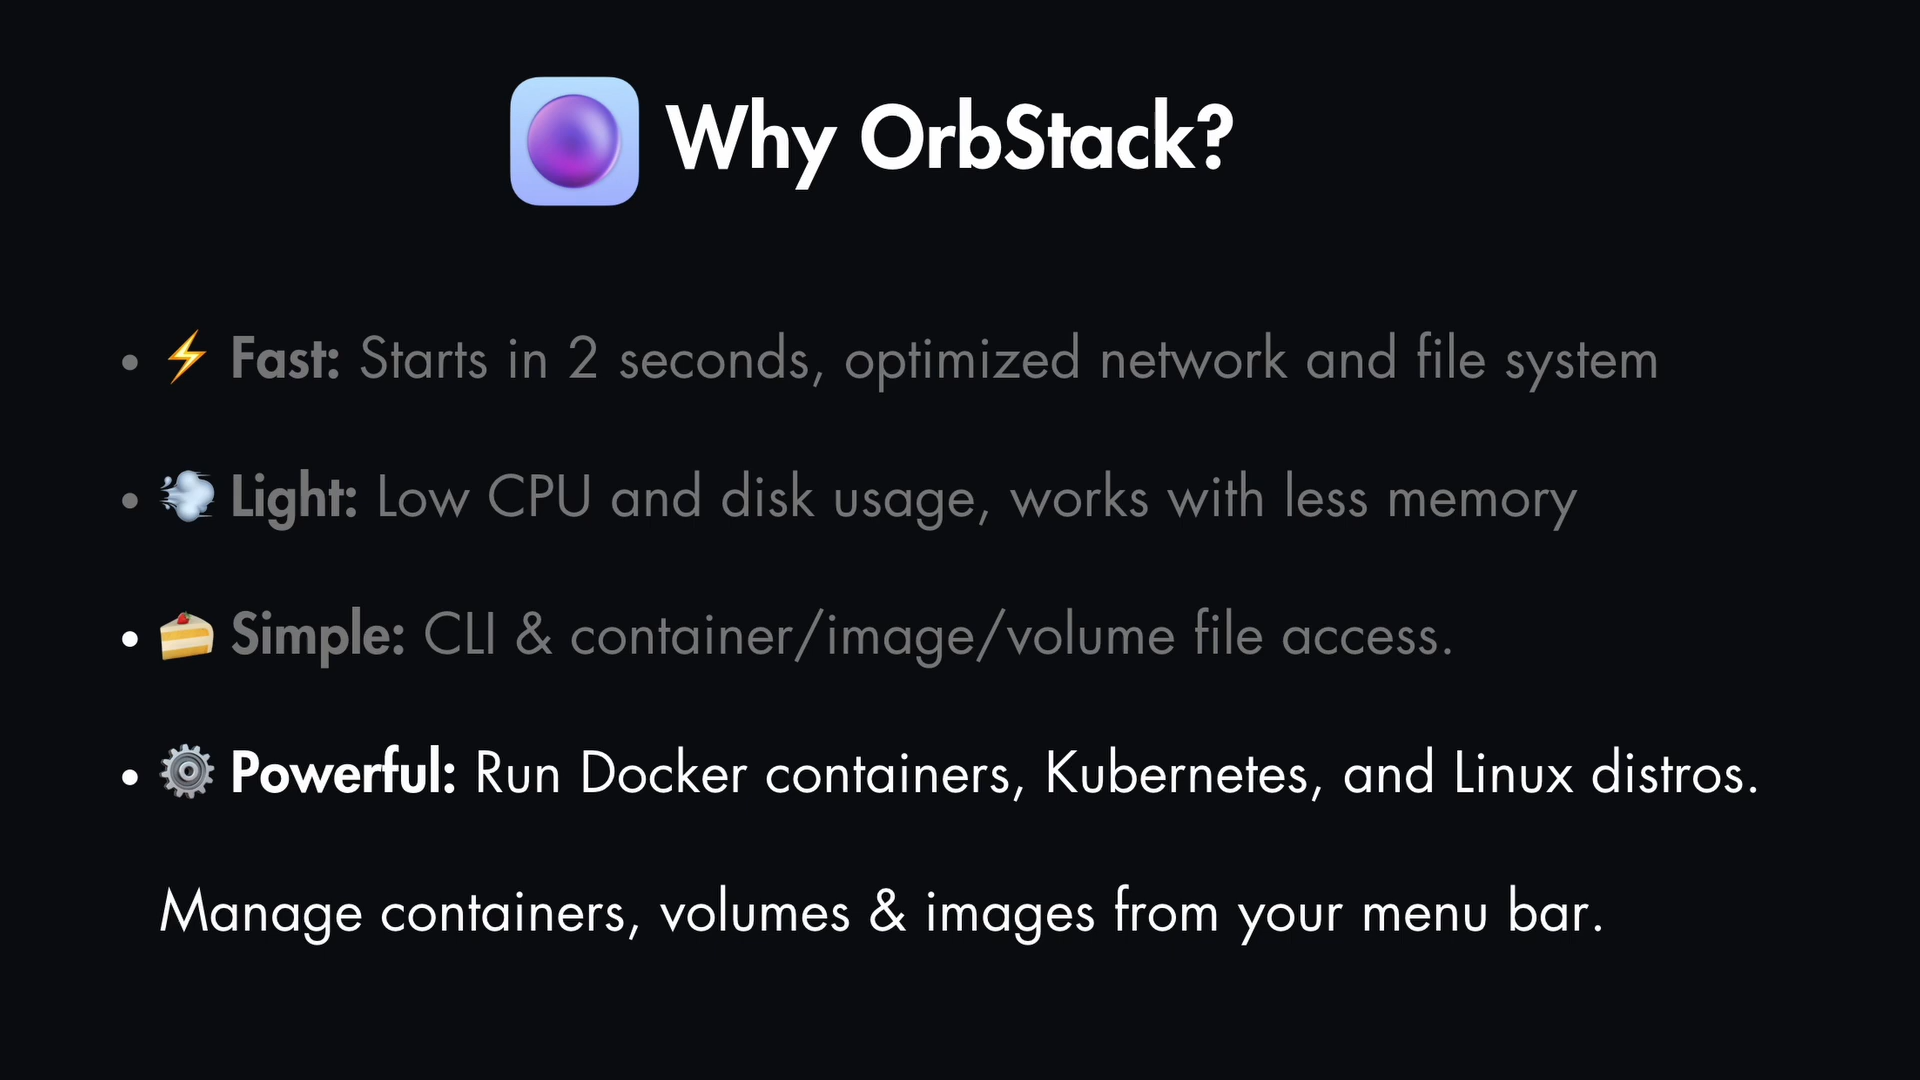 Why OrbStack?
• ⚡ Fast: Starts in 2 seconds, optimized network and file system
• 💨 Light: Low CPU and disk usage, works with less memory
• 🍰 Simple: CLI & container/image/volume file access.
• ⚙️ Powerful: Run Docker containers, Kubernetes, and Linux distros.
Manage containers, volumes & images from your menu bar.